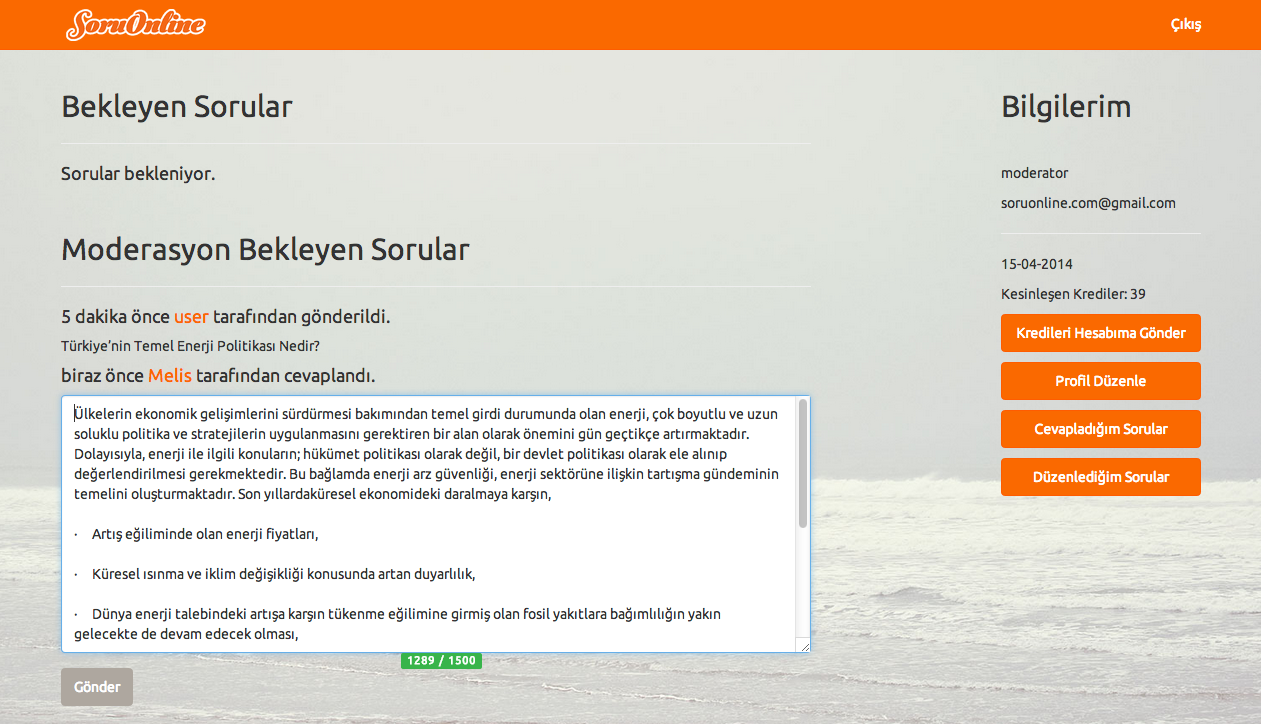 SoruOnline
Çıkış
Bekleyen Sorular
Sorular bekleniyor.
Moderasyon Bekleyen Sorular
5 dakika önce user tarafından gönderildi.
Türkiye'nin Temel Enerji Politikası Nedir?
biraz önce Melis tarafından cevaplandı.
Ülkelerin ekonomik gelişimlerini sürdürmesi bakımından temel girdi durumunda olan enerji, çok boyutlu ve uzun
soluklu politika ve stratejilerin uygulanmasını gerektiren bir alan olarak önemini gün geçtikçe artırmaktadır.
Dolayısıyla, enerji ile ilgili konuların; hükümet politikası olarak değil, bir devlet politikası olarak ele alınıp
değerlendirilmesi gerekmektedir. Bu bağlamda enerji arz güvenliği, enerji sektörüne ilişkin tartışma gündeminin
temelini oluşturmaktadır. Son yıllardaküresel ekonomideki daralmaya karşın,
· Artış eğiliminde olan enerji fiyatları,
· Küresel ısınma ve iklim değişikliği konusunda artan duyarlılık,
· Dünya enerji talebindeki artışa karşın tükenme eğilimine girmiş olan fosil yakıtlara bağımlılığın yakın
gelecekte de devam edecek olması,
1289 / 1500
Gönder
Bilgilerim
moderator
soruonline.com@gmail.com
15-04-2014
Kesinleşen Krediler: 39
Kredileri Hesabıma Gönder
Profil Düzenle
Cevapladığım Sorular
Düzenlediğim Sorular